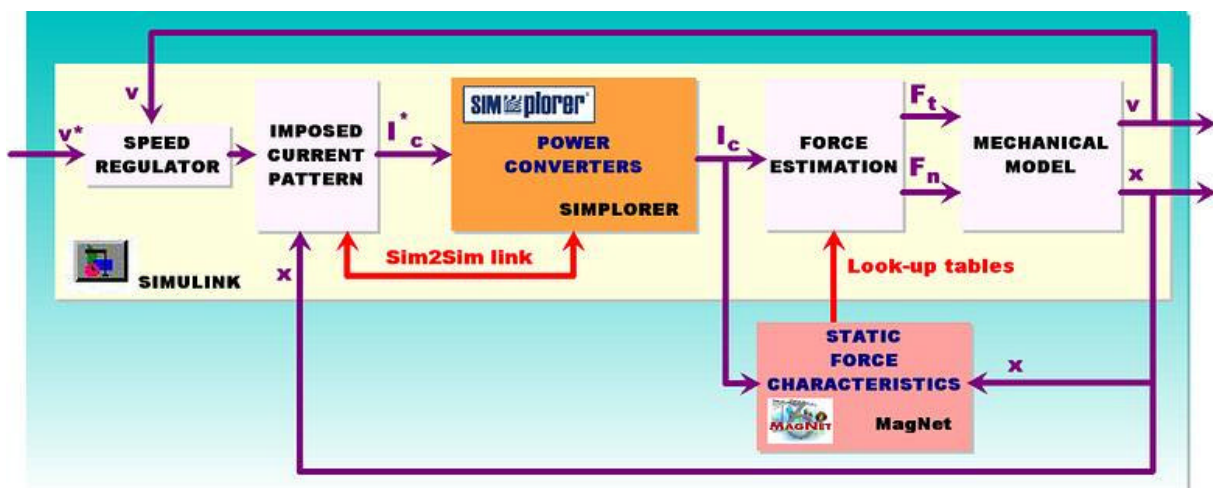 v
v*
SPEED
REGULATOR
IMPOSED
CURRENT
PATTERN
I*c
SIMplorer
POWER
CONVERTERS
SIMPLORER
Ic
FORCE
ESTIMATION
Ft
Fn
MECHANICAL
MODEL
v
x
Sim2Sim link
x
SIMULINK
Look-up tables
STATIC
FORCE
CHARACTERISTICS
x
MAGNET
MagNet